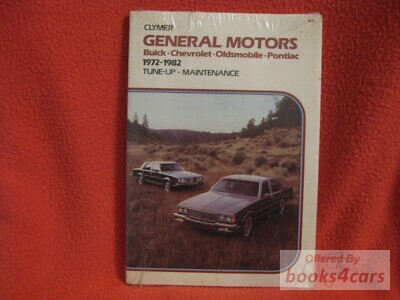 CLYMER
GENERAL MOTORS
Buick•Chevrolet•Oldsmobile•Pontiac
1972-1982
TUNE-UP • MAINTENANCE
Offered By
books4cars